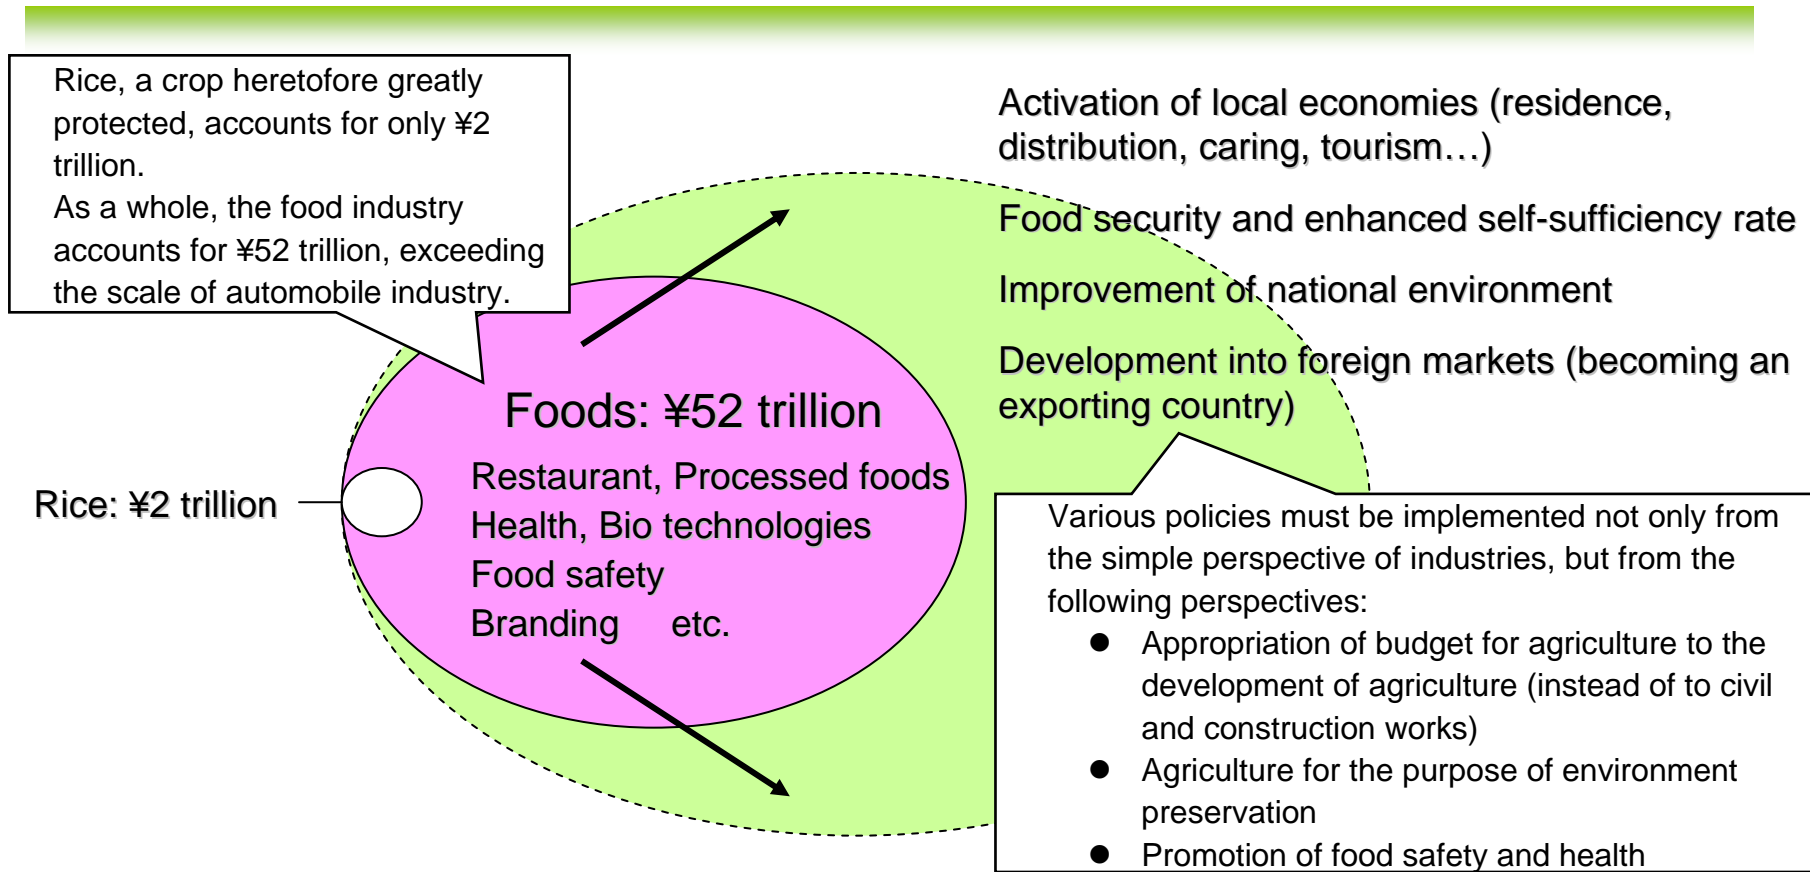 Rice, a crop heretofore greatly
protected, accounts for only ¥2
trillion.
As a whole, the food industry
accounts for ¥52 trillion, exceeding
the scale of automobile industry.
Activation of local economies (residence,
distribution, caring, tourism…)
Food security and enhanced self-sufficiency rate
Improvement of national environment
Development into foreign markets (becoming an
exporting country)
Foods: ¥52 trillion
Restaurant, Processed foods
Health, Bio technologies
Food safety
Branding etc.
Rice: ¥2 trillion
Various policies must be implemented not only from
the simple perspective of industries, but from the
following perspectives:
● Appropriation of budget for agriculture to the
development of agriculture (instead of to civil
and construction works)
● Agriculture for the purpose of environment
preservation
● Promotion of food safety and health